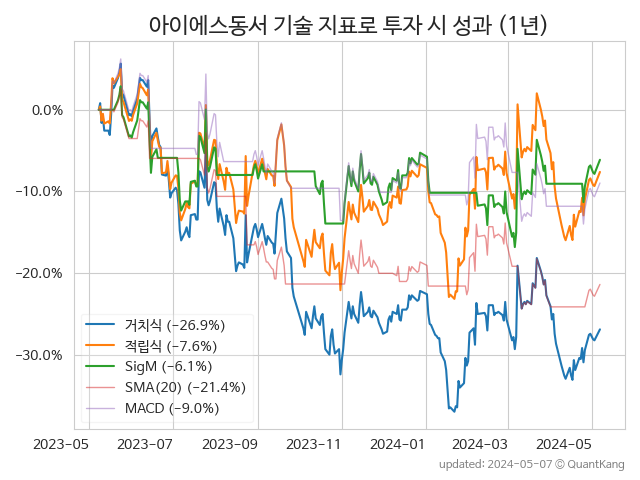 아이에스동서 기술 지표로 투자 시 성과 (1년)
0.0%
−10.0%
−20.0%
−30.0%
거치식 (−26.9%)
적립식 (−7.6%)
SigM (−6.1%)
SMA(20) (−21.4%)
MACD (−9.0%)
2023-05 2023-07 2023-09 2023-11 2024-01 2024-03 2024-05
updated: 2024-05-07 © QuantKang